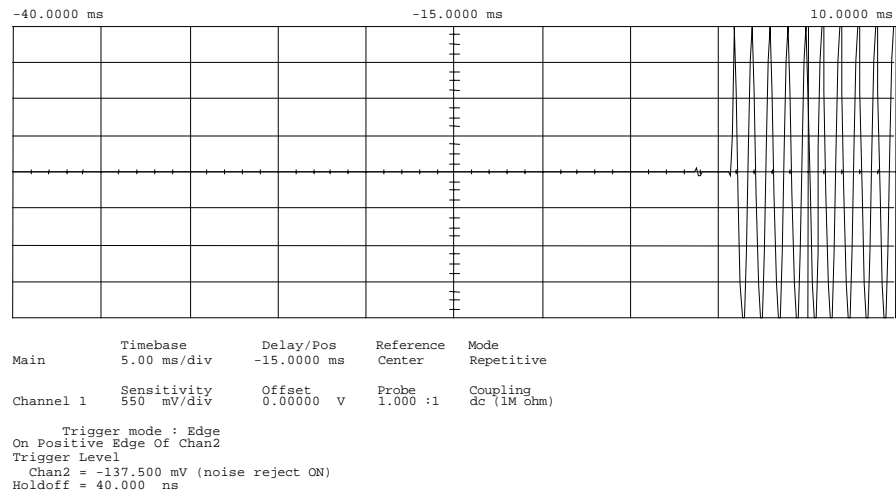 -40.0000 ms -15.0000 ms 10.0000 ms
Timebase Delay/Pos Reference Mode
Main 5.00 ms/div -15.0000 ms Center Repetitive
Sensitivity Offset Probe Coupling
Channel 1 550 mV/div 0.00000 V 1.000 :1 dc (1M ohm)
Trigger mode : Edge
On Positive Edge Of Chan2
Trigger Level
Chan2 = -137.500 mV (noise reject ON)
Holdoff = 40.000 ns